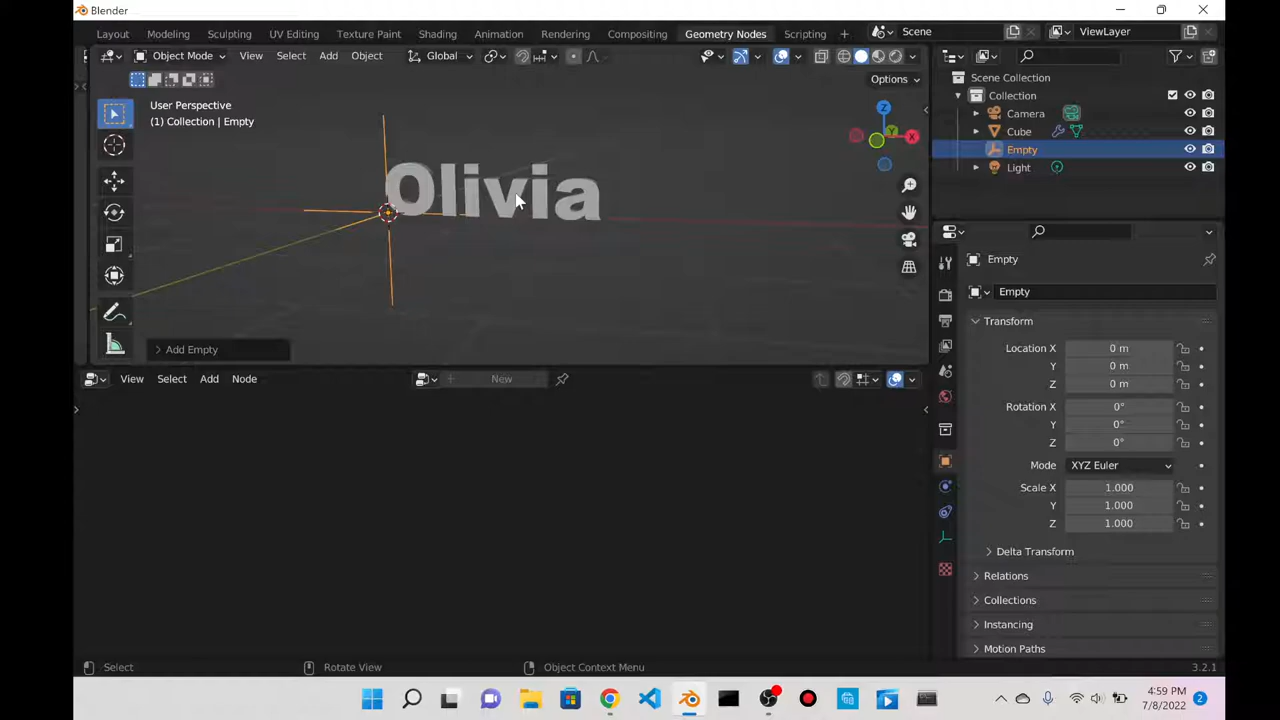 Blender
Layout Modeling Sculpting UV Editing Texture Paint Shading Animation Rendering Compositing Geometry Nodes Scripting
Scene
ViewLayer
Object Mode View Select Add Object Global
Options
User Perspective
(1) Collection | Empty
Z
Y
X
Olivia
Add Empty
View Select Add Node
New
Scene Collection
Collection
Camera
Cube
Empty
Light
Empty
Empty
Transform
Location X 0 m
Y 0 m
Z 0 m
Rotation X 0°
Y 0°
Z 0°
Mode XYZ Euler
Scale X 1.000
Y 1.000
Z 1.000
Delta Transform
Relations
Collections
Instancing
Motion Paths
Select Rotate View Object Context Menu 3.2.1
4:59 PM
7/8/2022
2